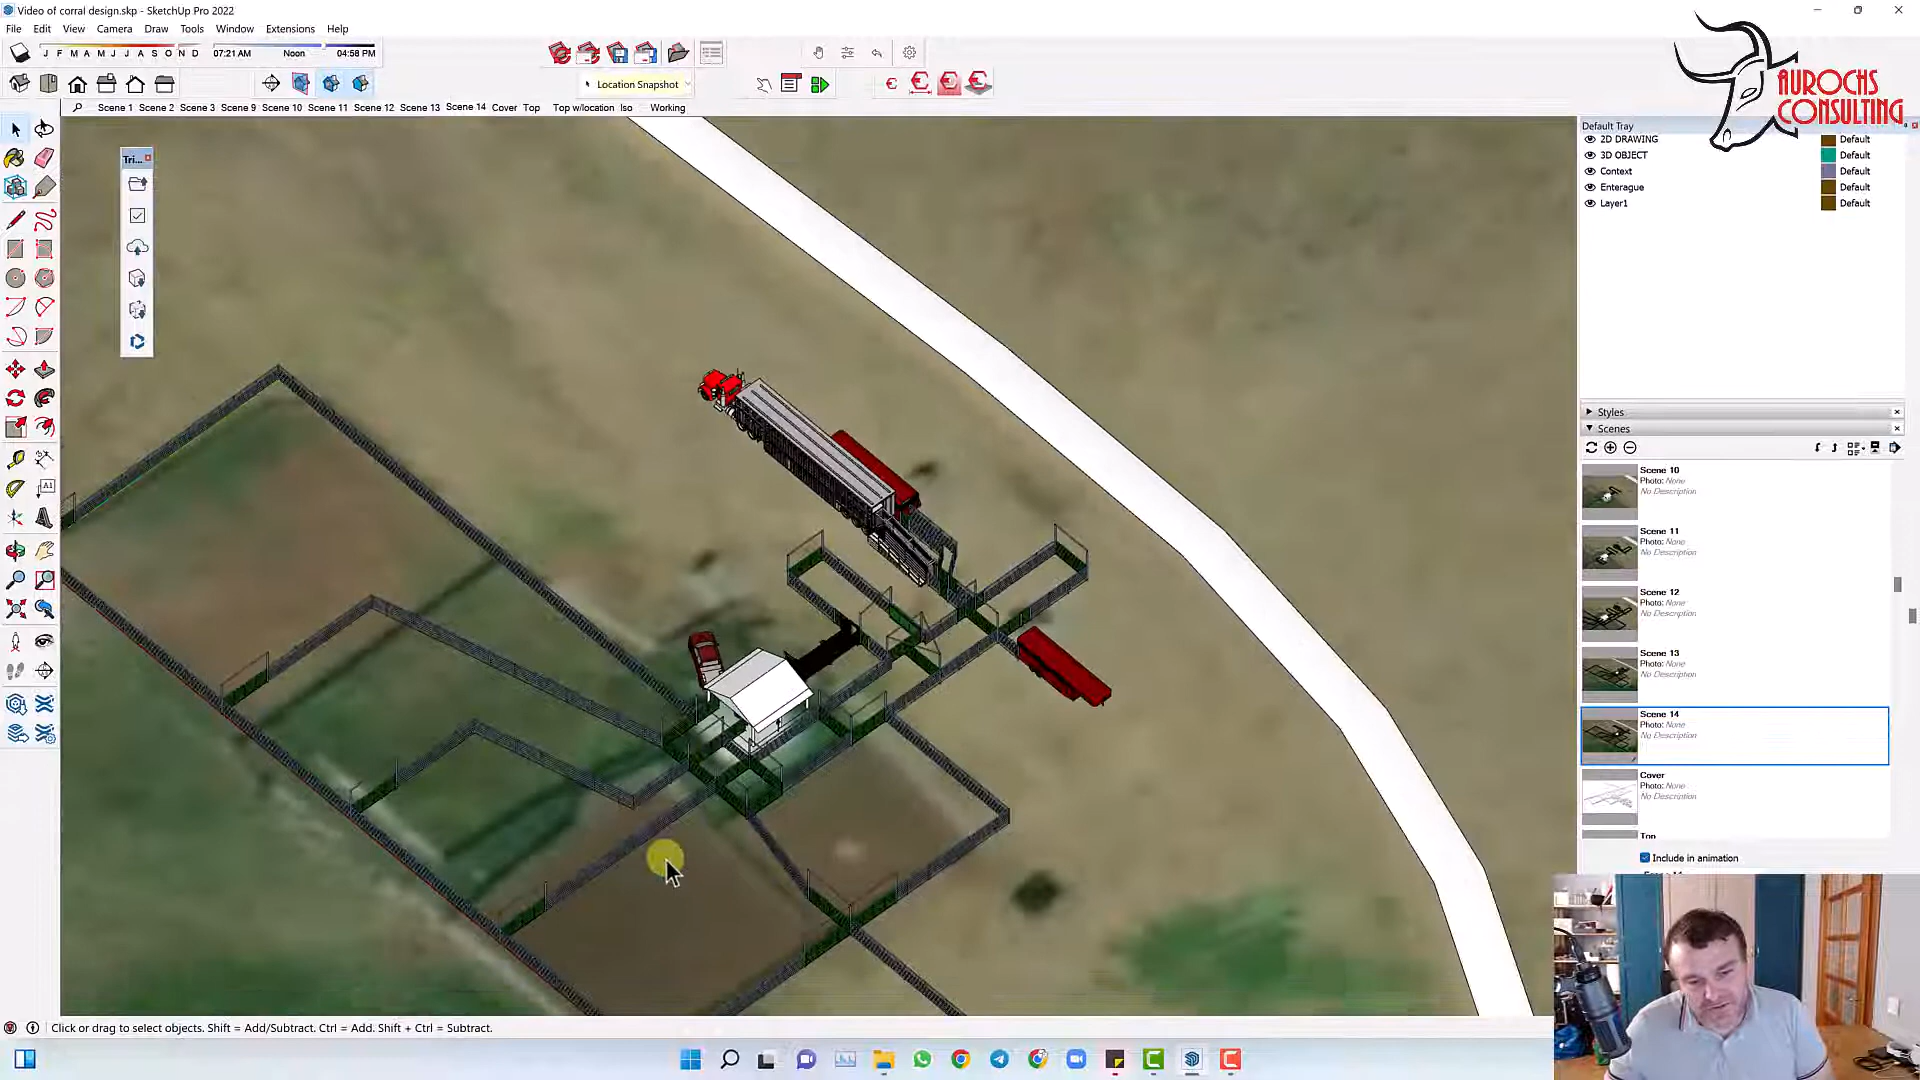 Video of corral design.skp - SketchUp Pro 2022
File Edit View Camera Draw Tools Window Extensions Help
J F M A M J J A S O N D 07:21 AM Noon 04:58 PM
Location Snapshot
AUROCHS
CONSULTING
Scene 1 Scene 2 Scene 3 Scene 9 Scene 10 Scene 11 Scene 12 Scene 13 Scene 14 Cover Top Top w/location Iso Working
Tri...
Default Tray
2D DRAWING Default
3D OBJECT Default
Context Default
Enterague Default
Layer1 Default
Styles
Scenes
Scene 10
Photo: None
No Description
Scene 11
Photo: None
No Description
Scene 12
Photo: None
No Description
Scene 13
Photo: None
No Description
Scene 14
Photo: None
No Description
Cover
Photo: None
No Description
Top
Include in animation
A1
Click or drag to select objects. Shift = Add/Subtract. Ctrl = Add. Shift + Ctrl = Subtract.